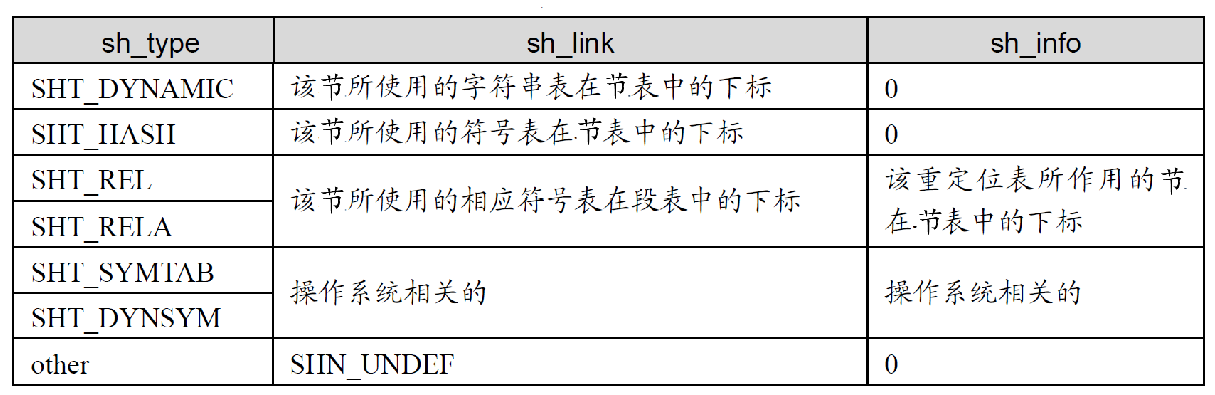 sh_type sh_link sh_info
SHT_DYNAMIC 该节所使用的字符串表在节表中的下标 0
SHT_HASH 该节所使用的符号表在节表中的下标 0
SHT_REL
SHT_RELA
该节所使用的相应符号表在段表中的下标
该重定位表所作用的节
在节表中的下标
SHT_SYMTAB
SHT_DYNSYM
操作系统相关的 操作系统相关的
other SHN_UNDEF 0